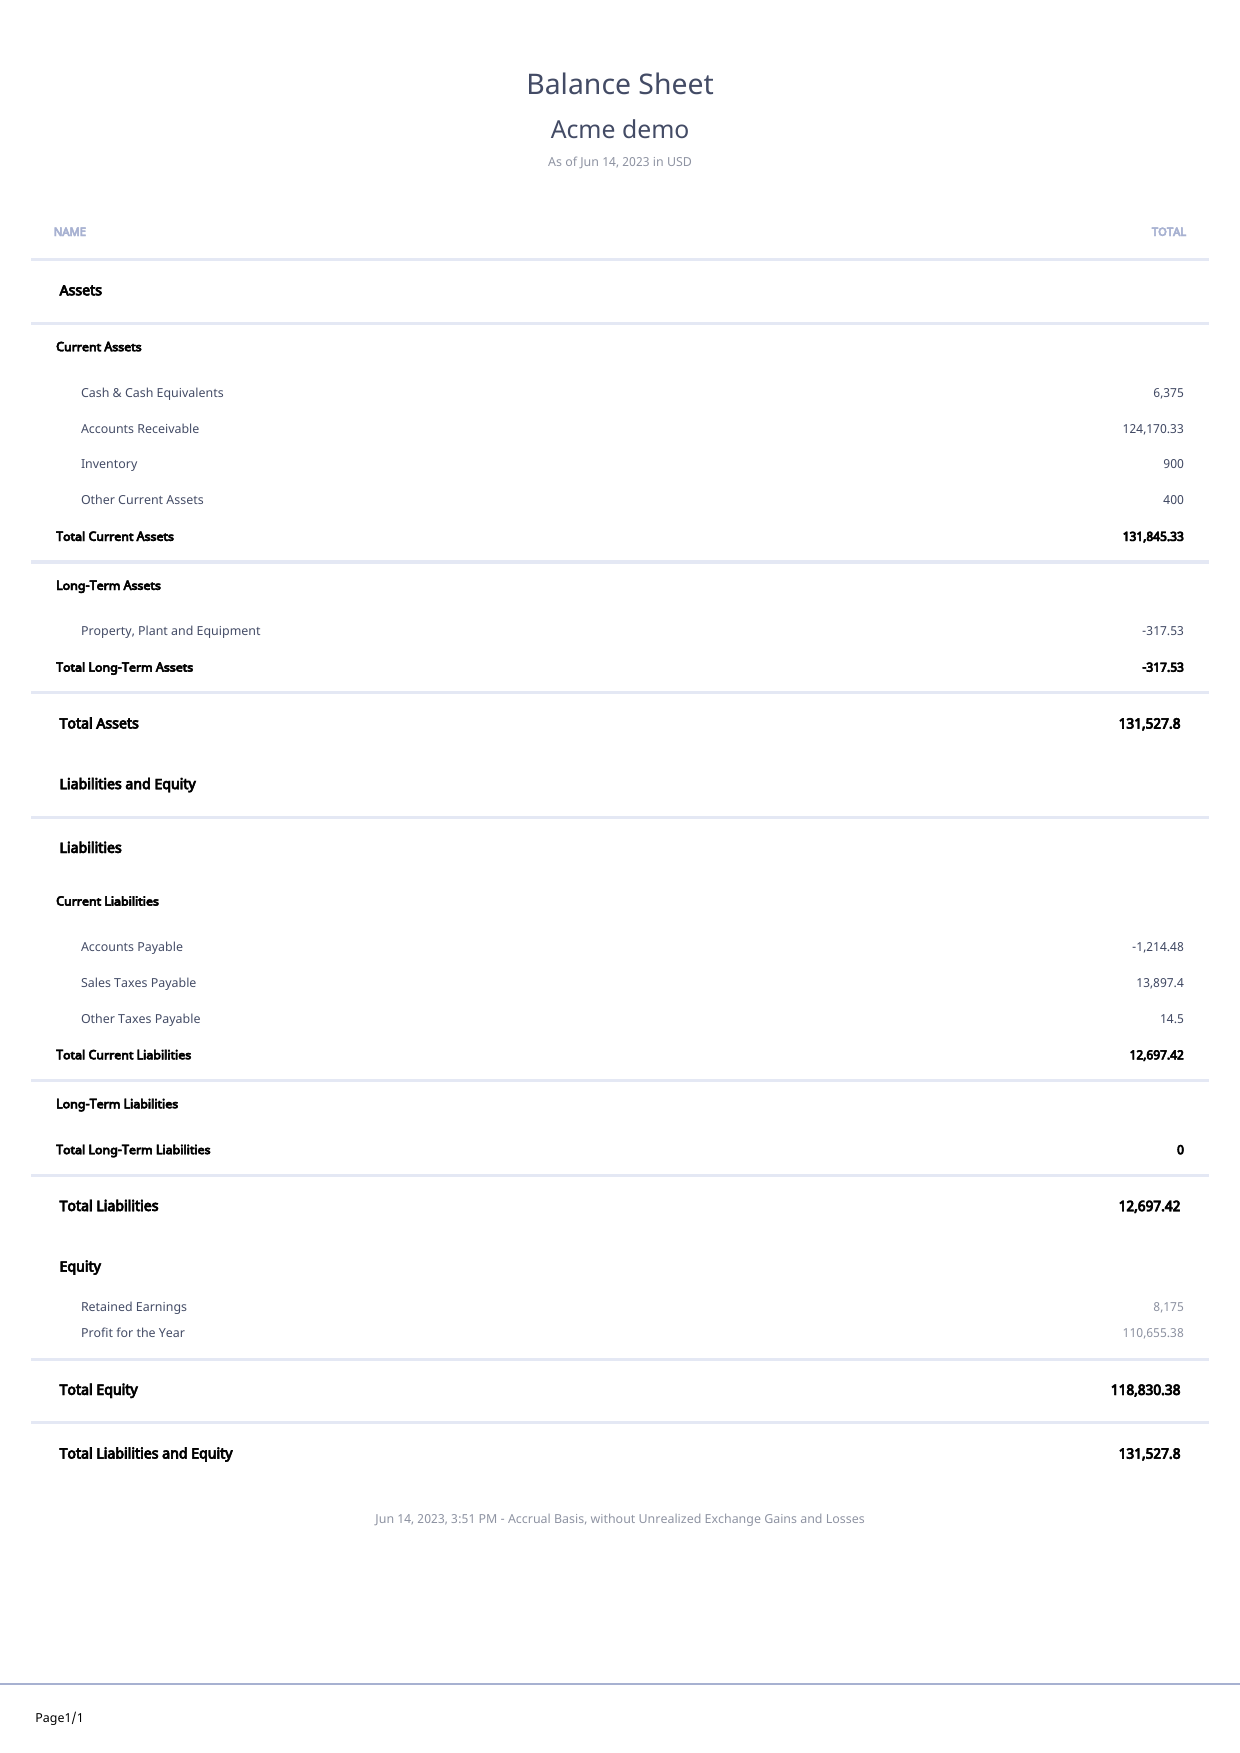 Balance Sheet
Acme demo
As of Jun 14, 2023 in USD
NAME TOTAL
Assets
Current Assets
Cash & Cash Equivalents 6,375
Accounts Receivable 124,170.33
Inventory 900
Other Current Assets 400
Total Current Assets 131,845.33
Long-Term Assets
Property, Plant and Equipment -317.53
Total Long-Term Assets -317.53
Total Assets 131,527.8
Liabilities and Equity
Liabilities
Current Liabilities
Accounts Payable -1,214.48
Sales Taxes Payable 13,897.4
Other Taxes Payable 14.5
Total Current Liabilities 12,697.42
Long-Term Liabilities
Total Long-Term Liabilities 0
Total Liabilities 12,697.42
Equity
Retained Earnings 8,175
Profit for the Year 110,655.38
Total Equity 118,830.38
Total Liabilities and Equity 131,527.8
Jun 14, 2023, 3:51 PM - Accrual Basis, without Unrealized Exchange Gains and Losses
Page1/1